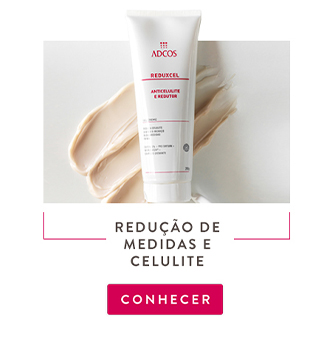 ADCOS
REDUXCEL
ANTICELULITE
E REDUTOR
REDUÇÃO DE
MEDIDAS E
CELULITE
CONHECER